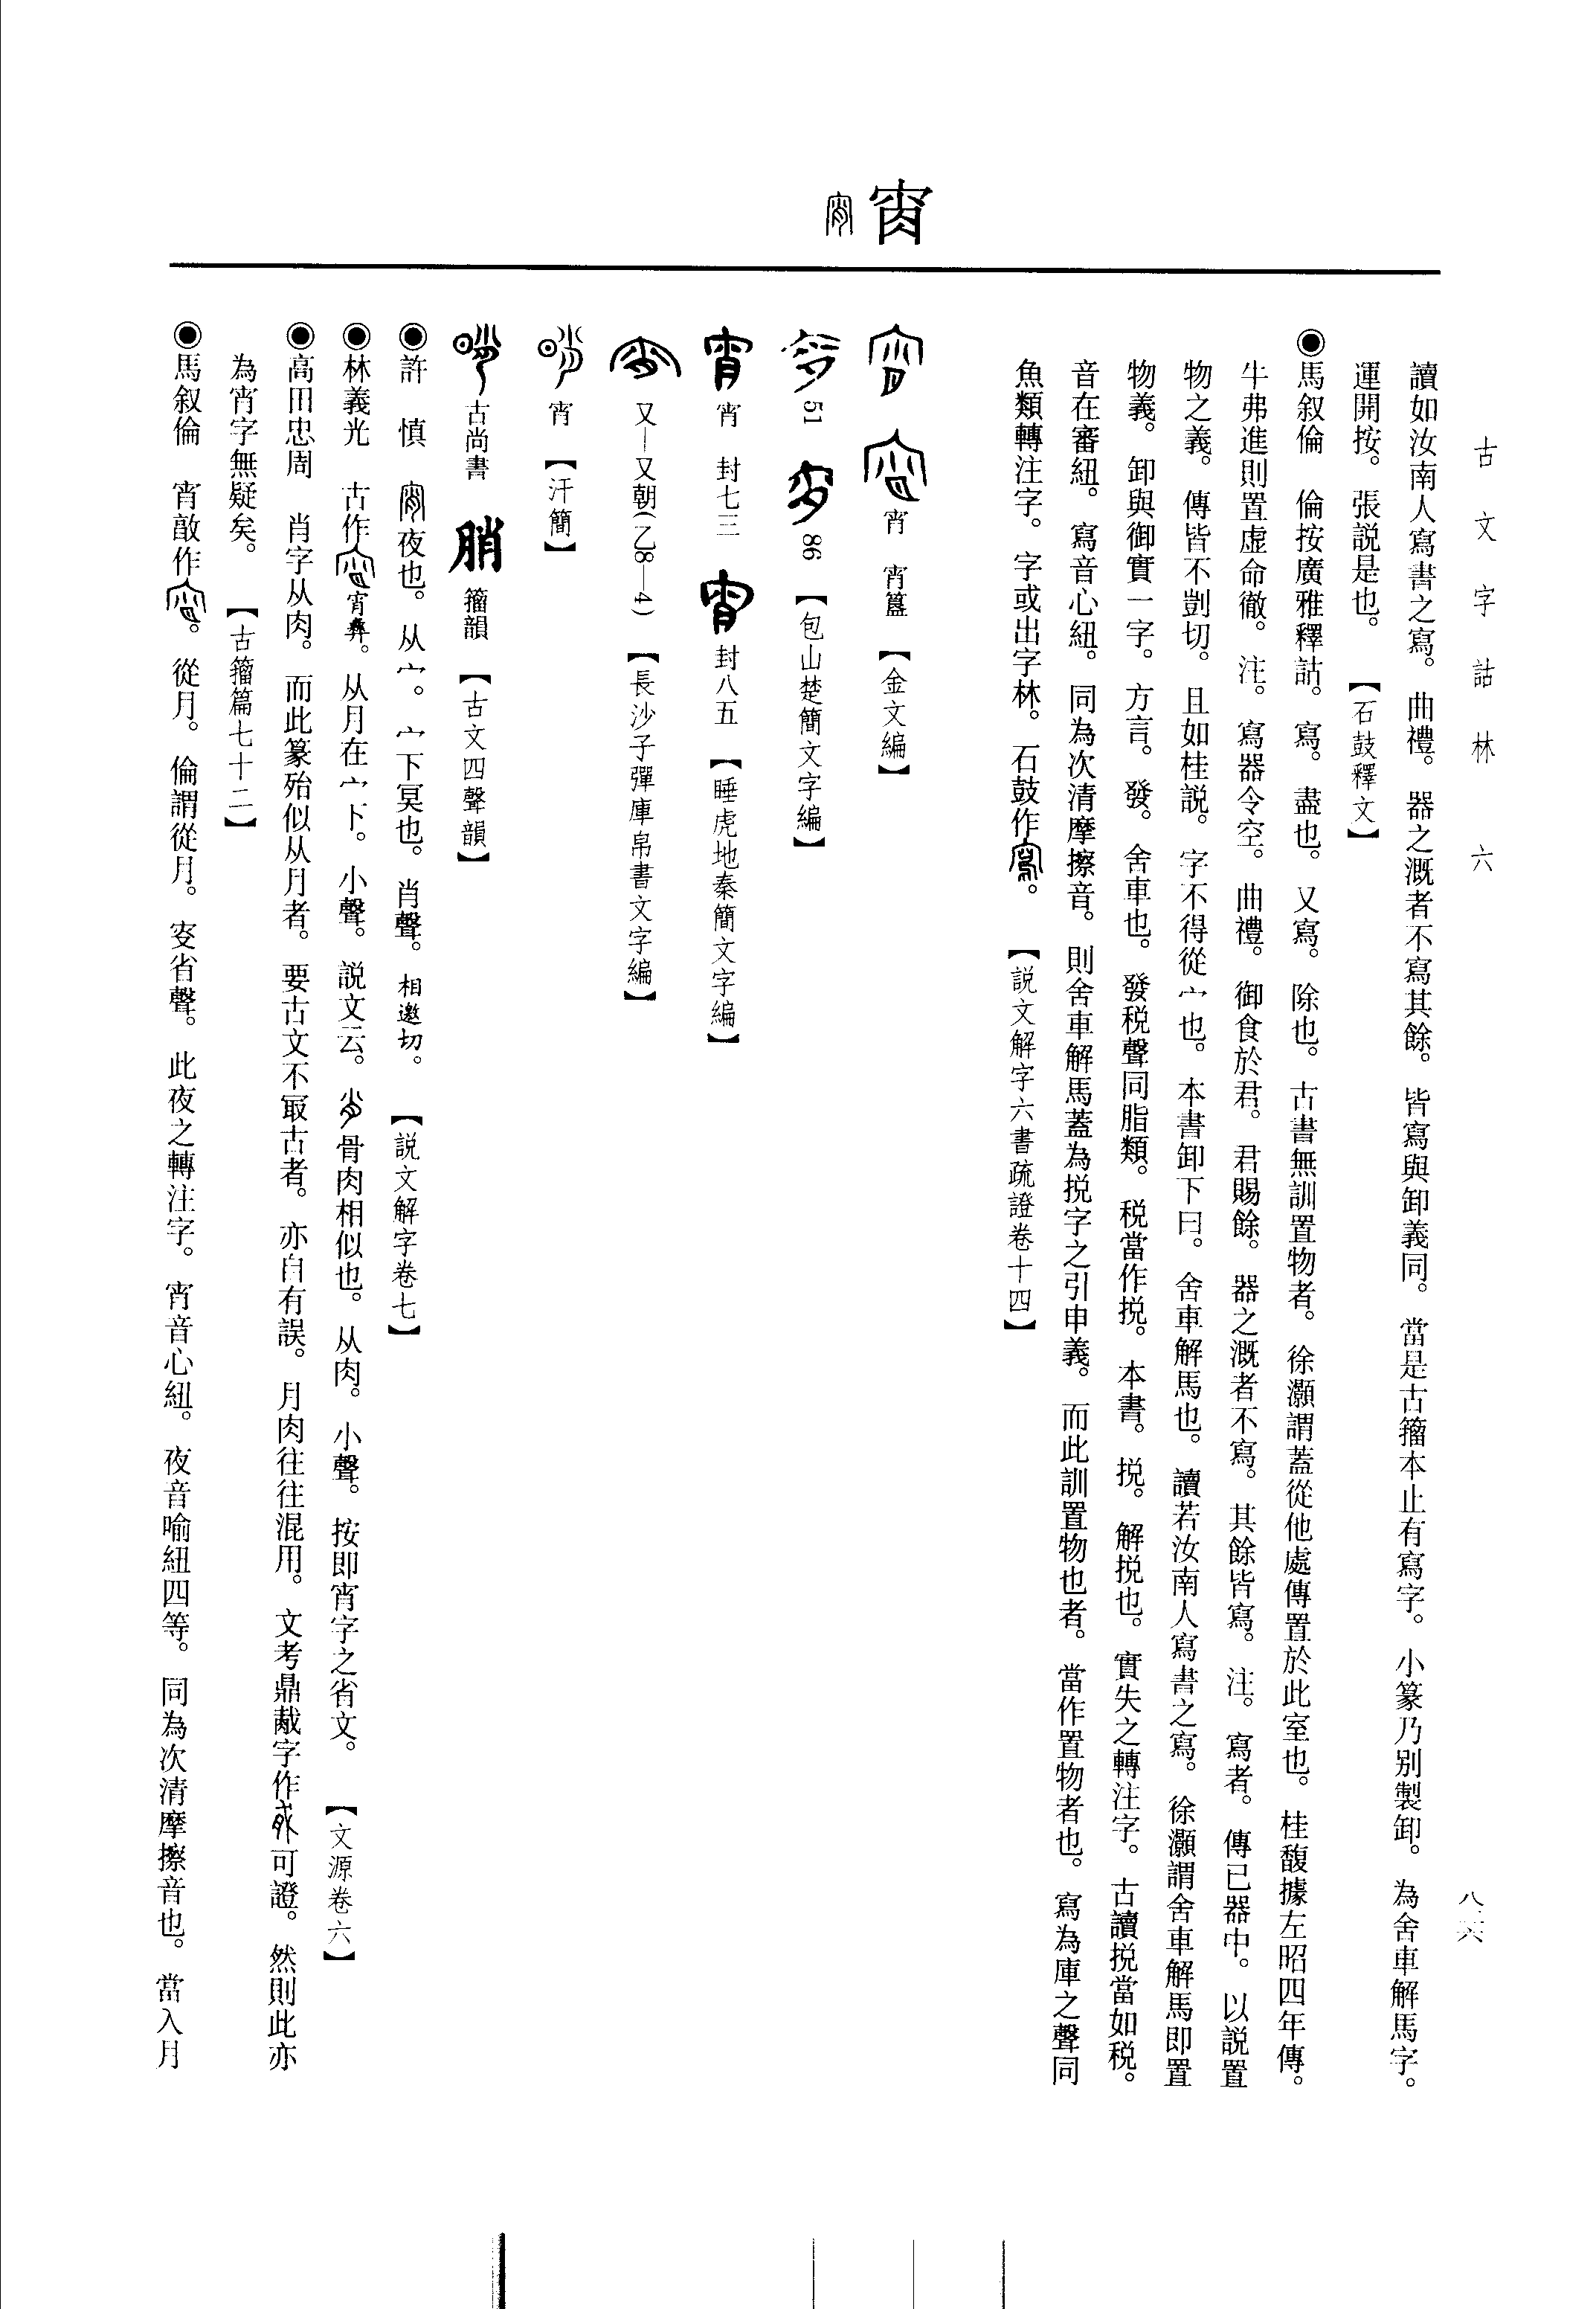 古文字詁林 六
八六
讀如汝南人寫書之寫。曲禮。器之溉者不寫其餘。皆寫與卸義同。當是古籀本止有寫字。小篆乃别製卸。為舍車解馬字。
運開按。張説是也。【石鼓釋文】
◉馬叙倫 倫按廣雅釋詁。寫。盡也。又寫。除也。古書無訓置物者。徐灝謂蓋從他處傳置於此室也。桂馥據左昭四年傳。
牛弗進則置虚命徹。注。寫器令空。曲禮。御食於君。君賜餘。器之溉者不寫。其餘皆寫。注。寫者。傳已器中。以説置
物之義。傳皆不剴切。且如桂説。字不得從宀也。本書卸下曰。舍車解馬也。讀若汝南人寫書之寫。徐灝謂舍車解馬即置
物義。卸與御實一字。方言。發。舍車也。發税聲同脂類。税當作挩。本書。挩。解挩也。實失之轉注字。古讀挩當如税。
音在審紐。寫音心紐。同為次清摩擦音。則舍車解馬蓋為挩字之引申義。而此訓置物也者。當作置物者也。寫為庫之聲同
魚類轉注字。字或出字林。石鼓作。【説文解字六書疏證卷十四】
宵
宵 宵簋 【金文編】
51 86 【包山楚簡文字編】
宵 封七三 封八五 【睡虎地秦簡文字編】
又—又朝(乙8—4) 【長沙子彈庫帛書文字編】
宵 【汗簡】
古尚書 籀韻 【古文四聲韻】
◉許 慎 夜也。从宀。宀下冥也。肖聲。相邀切。【説文解字卷七】
◉林義光 古作宵彝。从月在宀下。小聲。説文云。骨肉相似也。从肉。小聲。按即宵字之省文。【文源卷六】
◉高田忠周 肖字从肉。而此篆殆似从月者。要古文不冣古者。亦自有誤。月肉往往混用。文考鼎胾字作可證。然則此亦
為宵字無疑矣。【古籀篇七十二】
◉馬叙倫 宵𣪘作。從月。倫謂從月。㝎省聲。此夜之轉注字。宵音心紐。夜音喻紐四等。同為次清摩擦音也。當入月